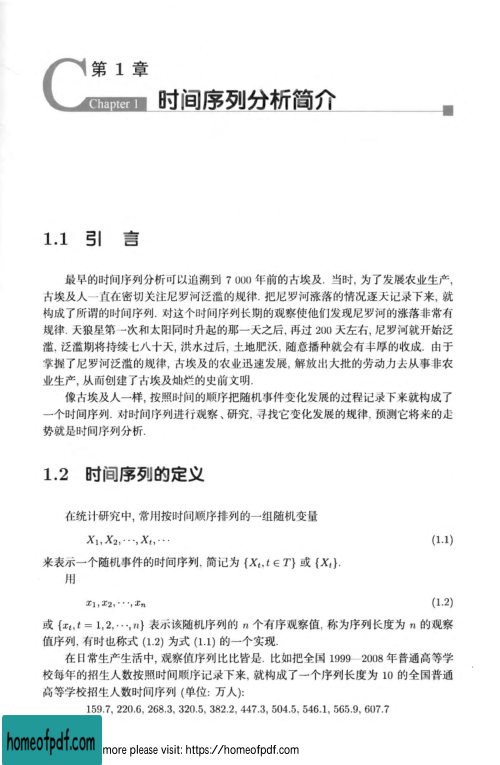 第 1 章
Chapter 1 时间序列分析简介
1.1 引 言
最早的时间序列分析可以追溯到 7 000 年前的古埃及. 当时, 为了发展农业生产,
古埃及人一直在密切关注尼罗河泛滥的规律. 把尼罗河涨落的情况逐天记录下来, 就
构成了所谓的时间序列. 对这个时间序列长期的观察使他们发现尼罗河的涨落非常有
规律. 天狼星第一次和太阳同时升起的那一天之后, 再过 200 天左右, 尼罗河就开始泛
滥, 泛滥期将持续七八十天, 洪水过后, 土地肥沃, 随意播种就会有丰厚的收成. 由于
掌握了尼罗河泛滥的规律, 古埃及的农业迅速发展, 解放出大批的劳动力去从事非农
业生产, 从而创建了古埃及灿烂的史前文明.
像古埃及人一样, 按照时间的顺序把随机事件变化发展的过程记录下来就构成了
一个时间序列. 对时间序列进行观察、研究, 寻找它变化发展的规律, 预测它将来的走
势就是时间序列分析.
1.2 时间序列的定义
在统计研究中, 常用按时间顺序排列的一组随机变量
X₁, X₂, ···, Xₜ, ··· (1.1)
来表示一个随机事件的时间序列, 简记为 {Xₜ, t ∈ T} 或 {Xₜ}.
用
x₁, x₂, ···, xₙ (1.2)
或 {xₜ, t = 1, 2, ···, n} 表示该随机序列的 n 个有序观察值, 称为序列长度为 n 的观察
值序列, 有时也称式 (1.2) 为式 (1.1) 的一个实现.
在日常生产生活中, 观察值序列比比皆是. 比如把全国 1999—2008 年普通高等学
校每年的招生人数按照时间顺序记录下来, 就构成了一个序列长度为 10 的全国普通
高等学校招生人数时间序列 (单位: 万人):
159.7, 220.6, 268.3, 320.5, 382.2, 447.3, 504.5, 546.1, 565.9, 607.7
homeofpdf.com more please visit: https://homeofpdf.com